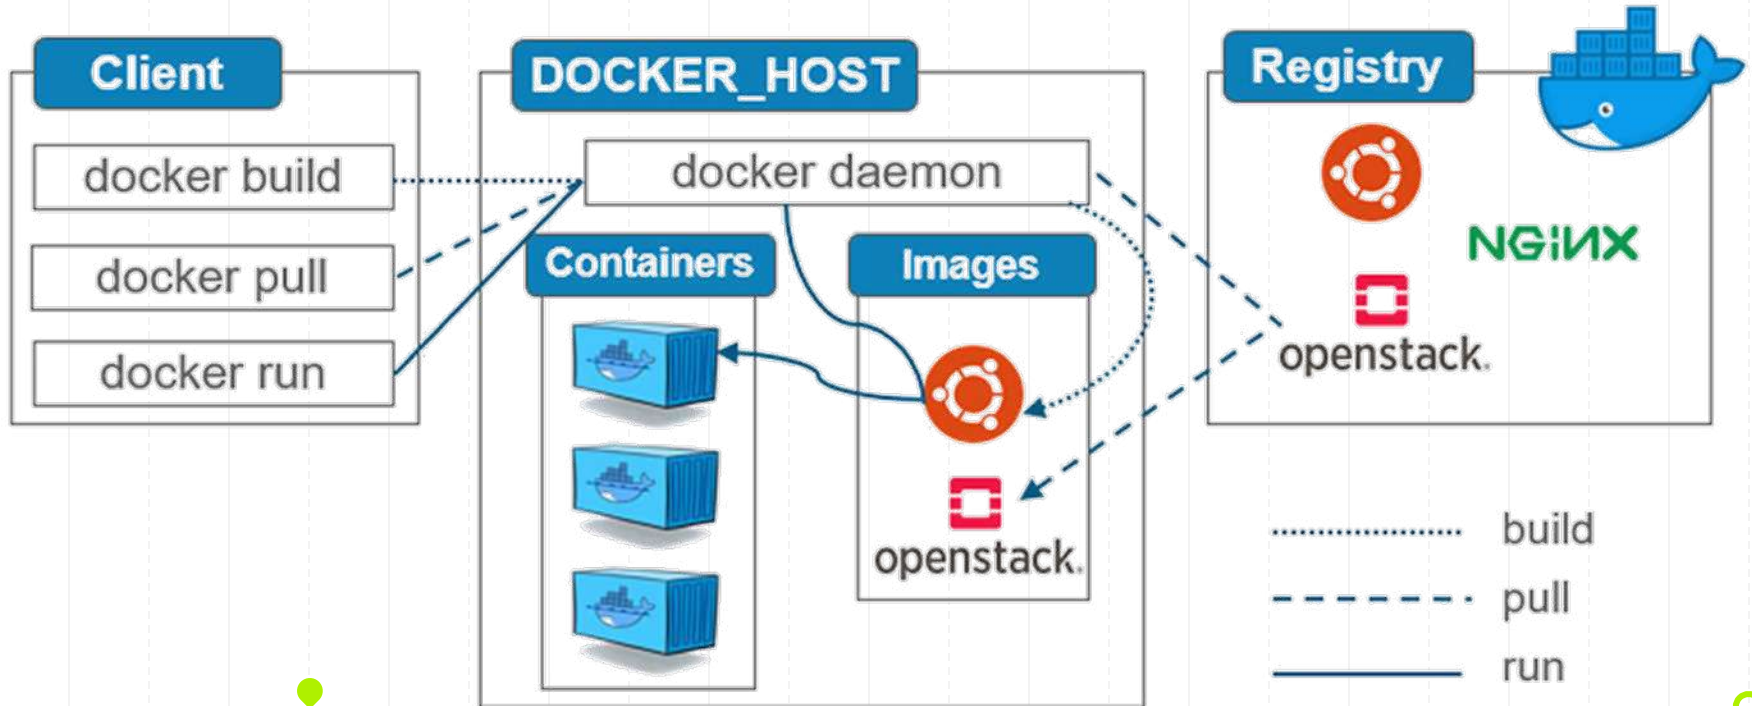 Client
docker build
docker pull
docker run
DOCKER_HOST
docker daemon
Containers
Images
openstack.
Registry
NGiNX
openstack.
build
pull
run